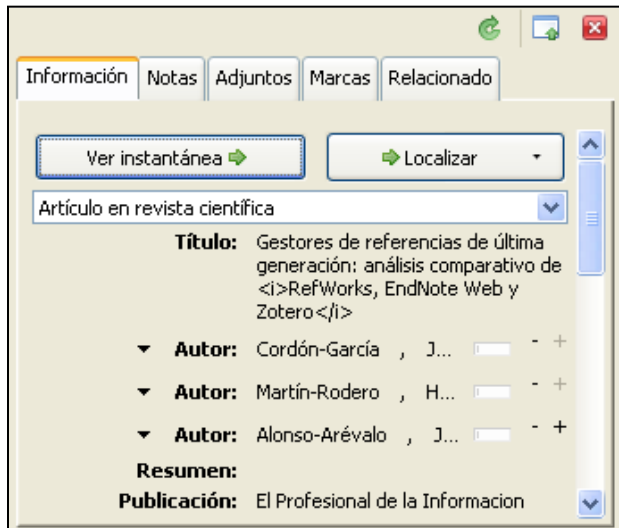 Información Notas Adjuntos Marcas Relacionado
Ver instantánea Localizar
Artículo en revista científica
Título: Gestores de referencias de última
generación: análisis comparativo de
<i>RefWorks, EndNote Web y
Zotero</i>
Autor: Cordón-García , J... - +
Autor: Martín-Rodero , H... - +
Autor: Alonso-Arévalo , J... - +
Resumen:
Publicación: El Profesional de la Informacion